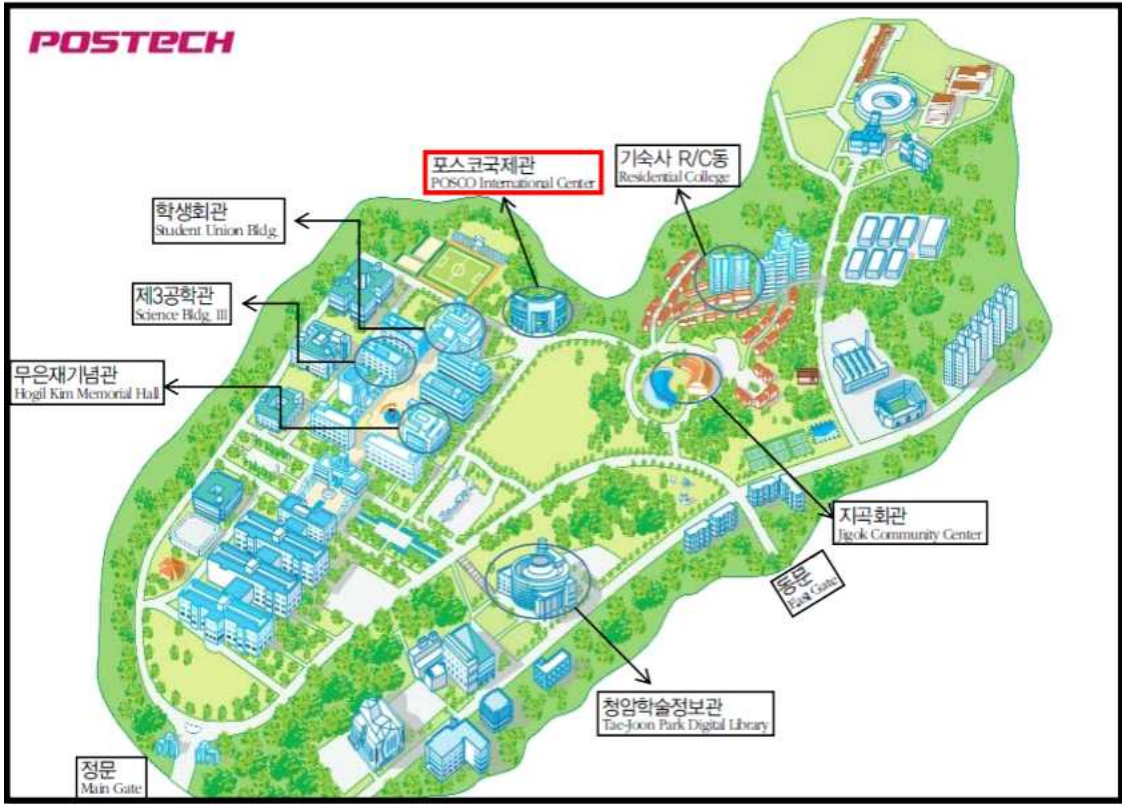 POSTECH
포스코국제관
POSCO International Center
기숙사 R/C동
Residential College
학생회관
Student Union Bldg.
제3공학관
Science Bldg. III
무은재기념관
Hogil Kim Memorial Hall
지곡회관
Jigok Community Center
동문
East Gate
청암학술정보관
Tae-Joon Park Digital Library
정문
Main Gate